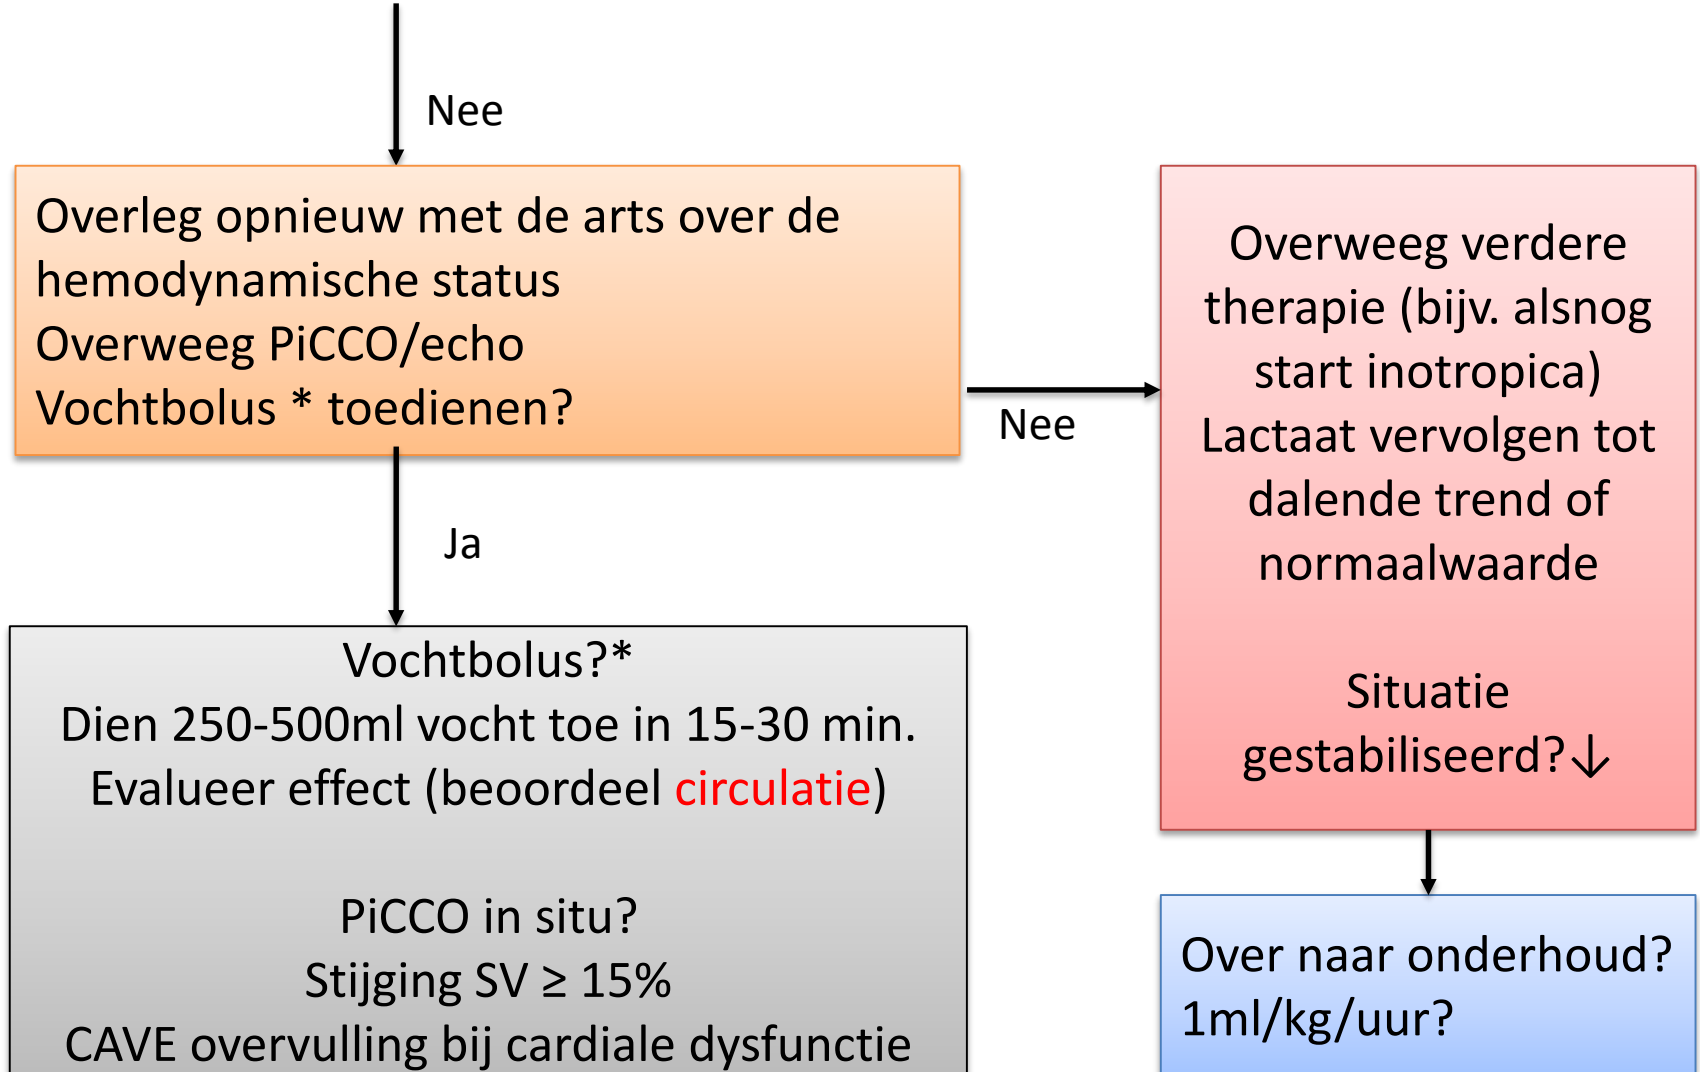 Nee
Overleg opnieuw met de arts over de
hemodynamische status
Overweeg PiCCO/echo
Vochtbolus * toedienen?
Nee
Overweeg verdere
therapie (bijv. alsnog
start inotropica)
Lactaat vervolgen tot
dalende trend of
normaalwaarde
Situatie
gestabiliseerd?↓
Ja
Vochtbolus?*
Dien 250-500ml vocht toe in 15-30 min.
Evalueer effect (beoordeel circulatie)
PiCCO in situ?
Stijging SV ≥ 15%
CAVE overvulling bij cardiale dysfunctie
Over naar onderhoud?
1ml/kg/uur?